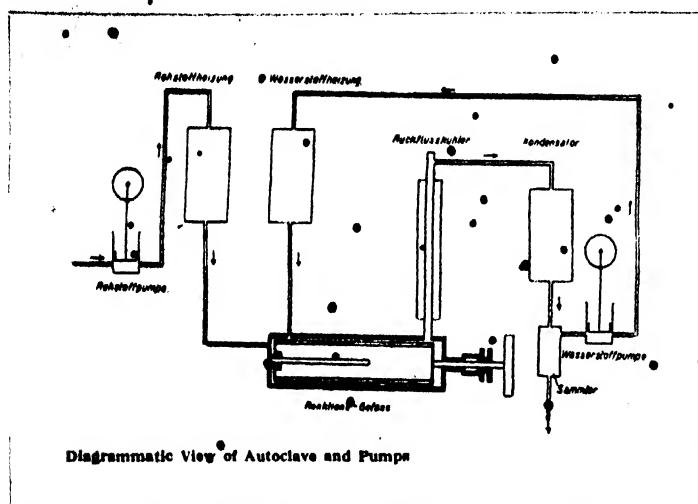 Rohstoffheizung
Wasserstoffheizung
Rückflusskühler
Kondensator
Rohstoffpumpe
Wasserstoffpumpe
Sammler
Reaktions-Gefäss
Diagrammatic View of Autoclave and Pumps